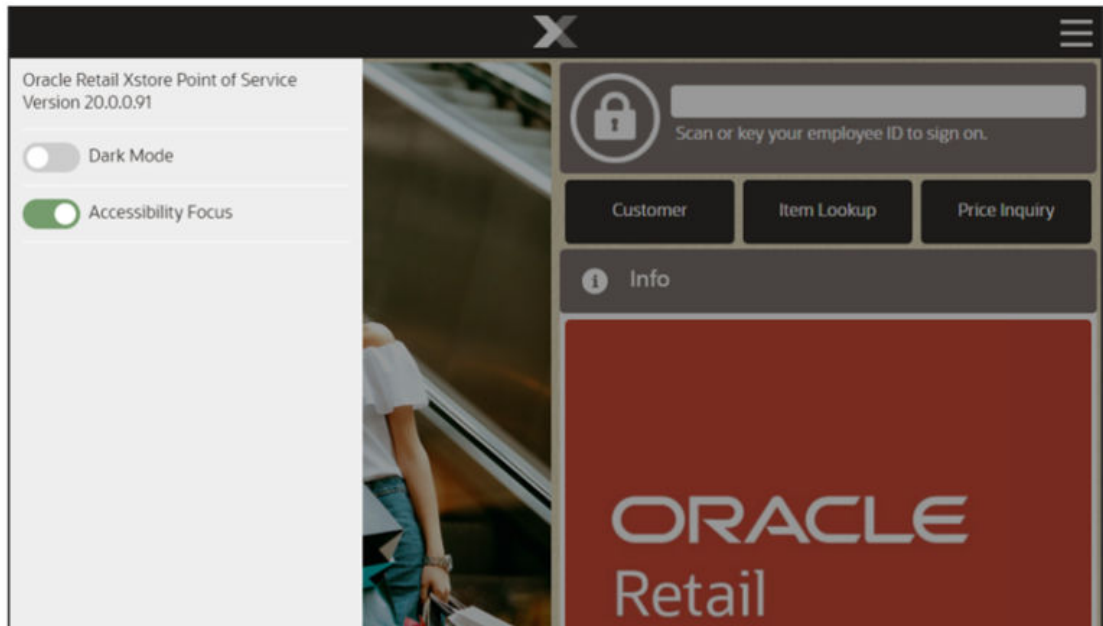 Oracle Retail Xstore Point of Service
Version 20.0.0.91
Dark Mode
Accessibility Focus
X
Scan or key your employee ID to sign on.
Customer
Item Lookup
Price Inquiry
i Info
ORACLE
Retail